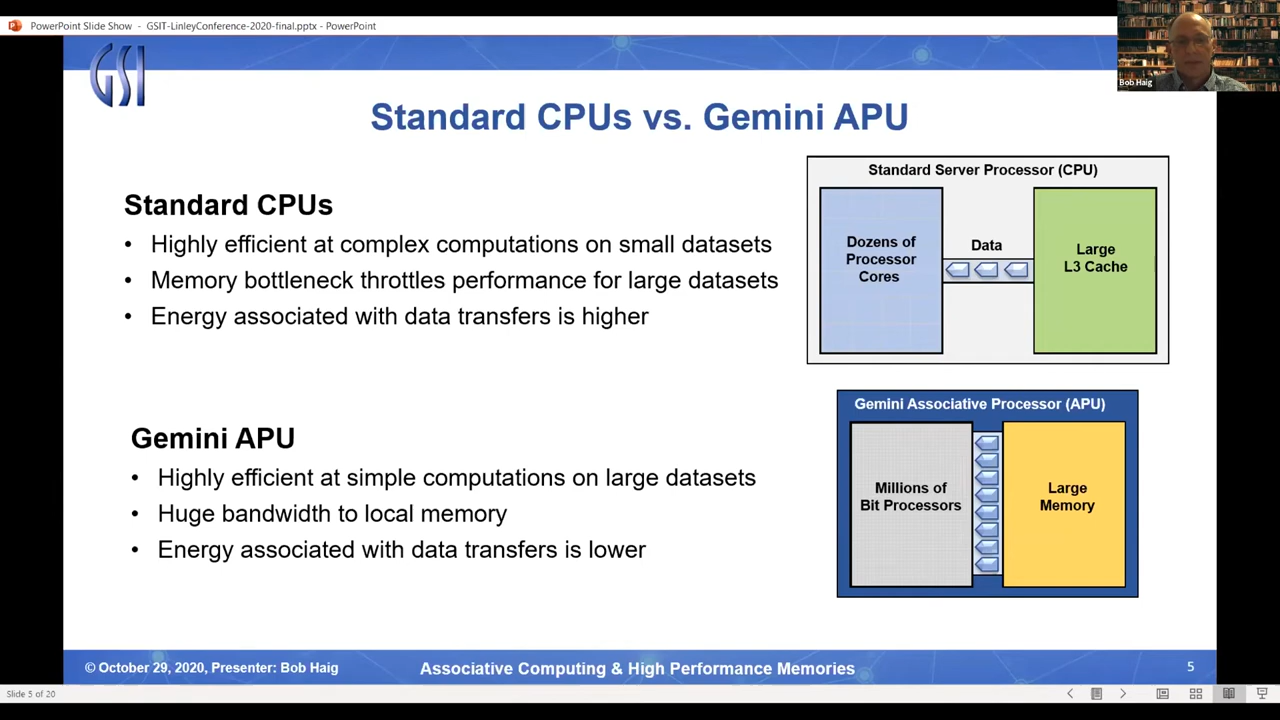 PowerPoint Slide Show - GSIT-LinleyConference-2020-final.pptx - PowerPoint
Bob Haig
GSI
Standard CPUs vs. Gemini APU
Standard CPUs
• Highly efficient at complex computations on small datasets
• Memory bottleneck throttles performance for large datasets
• Energy associated with data transfers is higher
Standard Server Processor (CPU)
Dozens of
Processor
Cores
Data
Large
L3 Cache
Gemini APU
• Highly efficient at simple computations on large datasets
• Huge bandwidth to local memory
• Energy associated with data transfers is lower
Gemini Associative Processor (APU)
Millions of
Bit Processors
Large
Memory
© October 29, 2020, Presenter: Bob Haig
Associative Computing & High Performance Memories
5
Slide 5 of 20